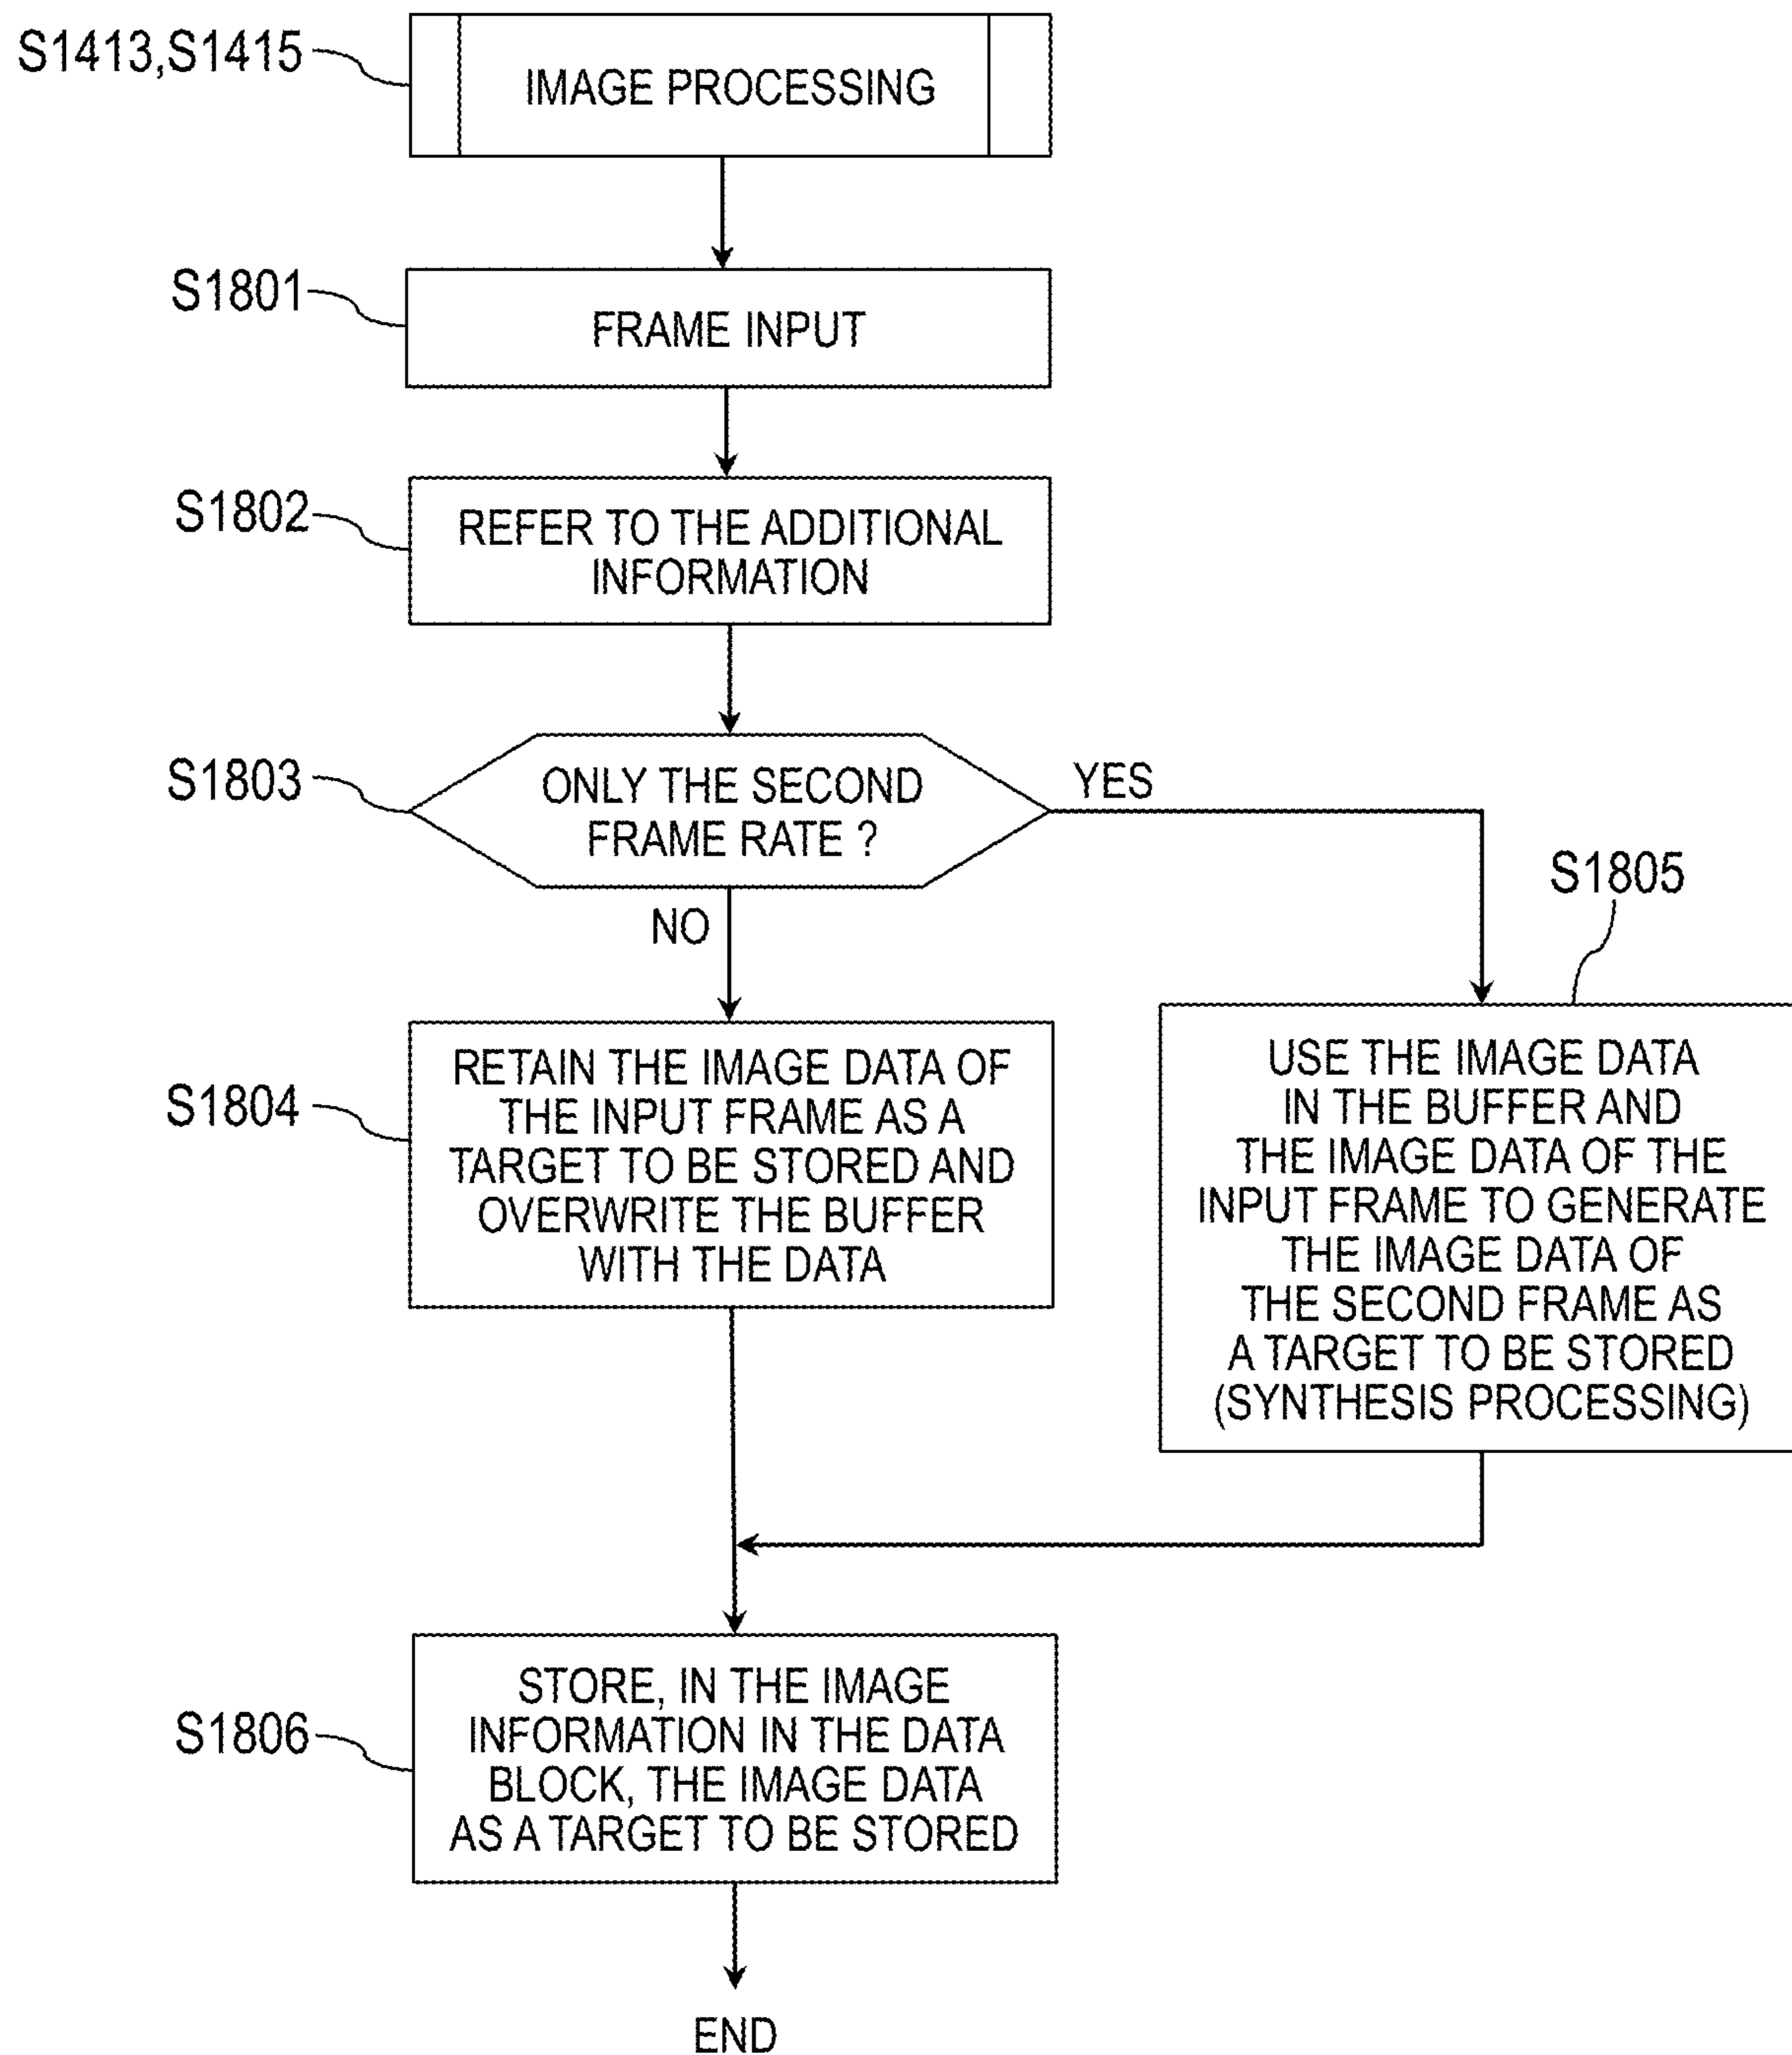 S1413,S1415
IMAGE PROCESSING
S1801
FRAME INPUT
S1802
REFER TO THE ADDITIONAL
INFORMATION
S1803
ONLY THE SECOND
FRAME RATE ?
YES
NO
S1804
RETAIN THE IMAGE DATA OF
THE INPUT FRAME AS A
TARGET TO BE STORED AND
OVERWRITE THE BUFFER
WITH THE DATA
S1805
USE THE IMAGE DATA
IN THE BUFFER AND
THE IMAGE DATA OF THE
INPUT FRAME TO GENERATE
THE IMAGE DATA OF
THE SECOND FRAME AS
A TARGET TO BE STORED
(SYNTHESIS PROCESSING)
S1806
STORE, IN THE IMAGE
INFORMATION IN THE DATA
BLOCK, THE IMAGE DATA
AS A TARGET TO BE STORED
END